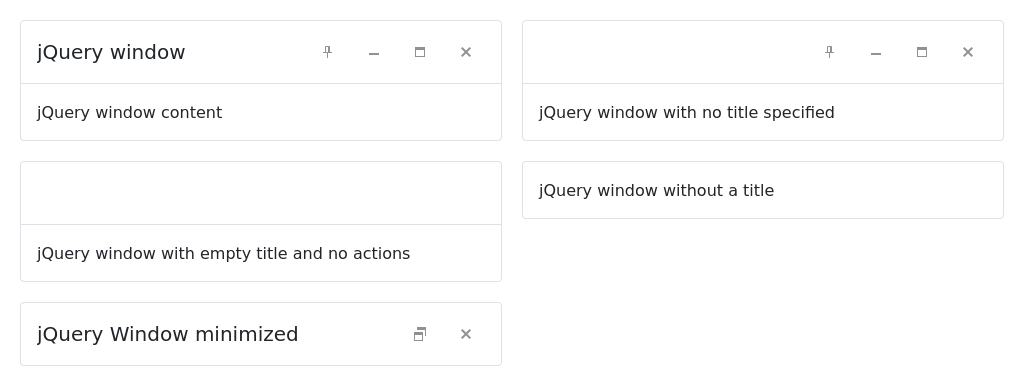 jQuery window
jQuery window content
jQuery window with no title specified
jQuery window with empty title and no actions
jQuery window without a title
jQuery Window minimized